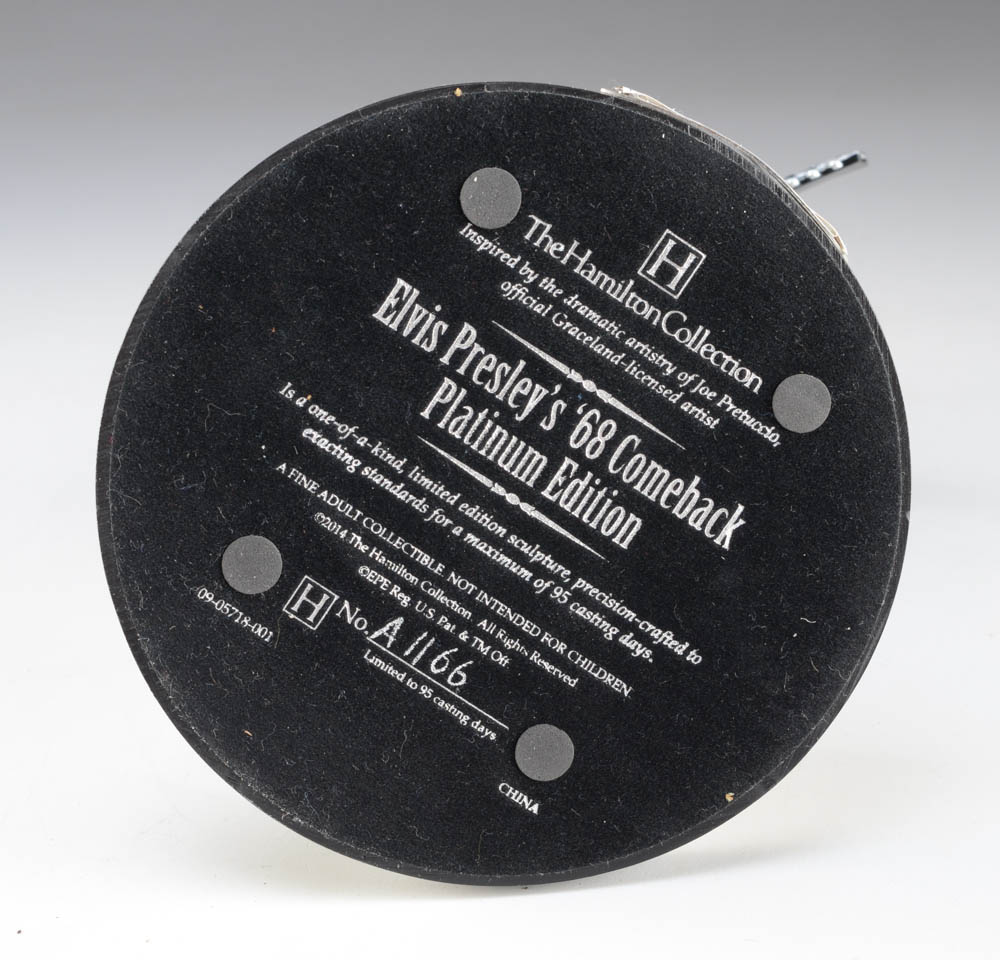 H
The Hamilton Collection
Inspired by the dramatic artistry of Joe Petruccio,
official Graceland-licensed artist
Elvis Presley's '68 Comeback
Platinum Edition
Is a one-of-a-kind, limited edition sculpture, precision-crafted to
exacting standards for a maximum of 95 casting days.
A FINE ADULT COLLECTIBLE. NOT INTENDED FOR CHILDREN
©2014 The Hamilton Collection. All Rights Reserved
©EPE Reg. U.S. Pat. & TM Off.
H No. A1166
Limited to 95 casting days
09-05718-001
CHINA